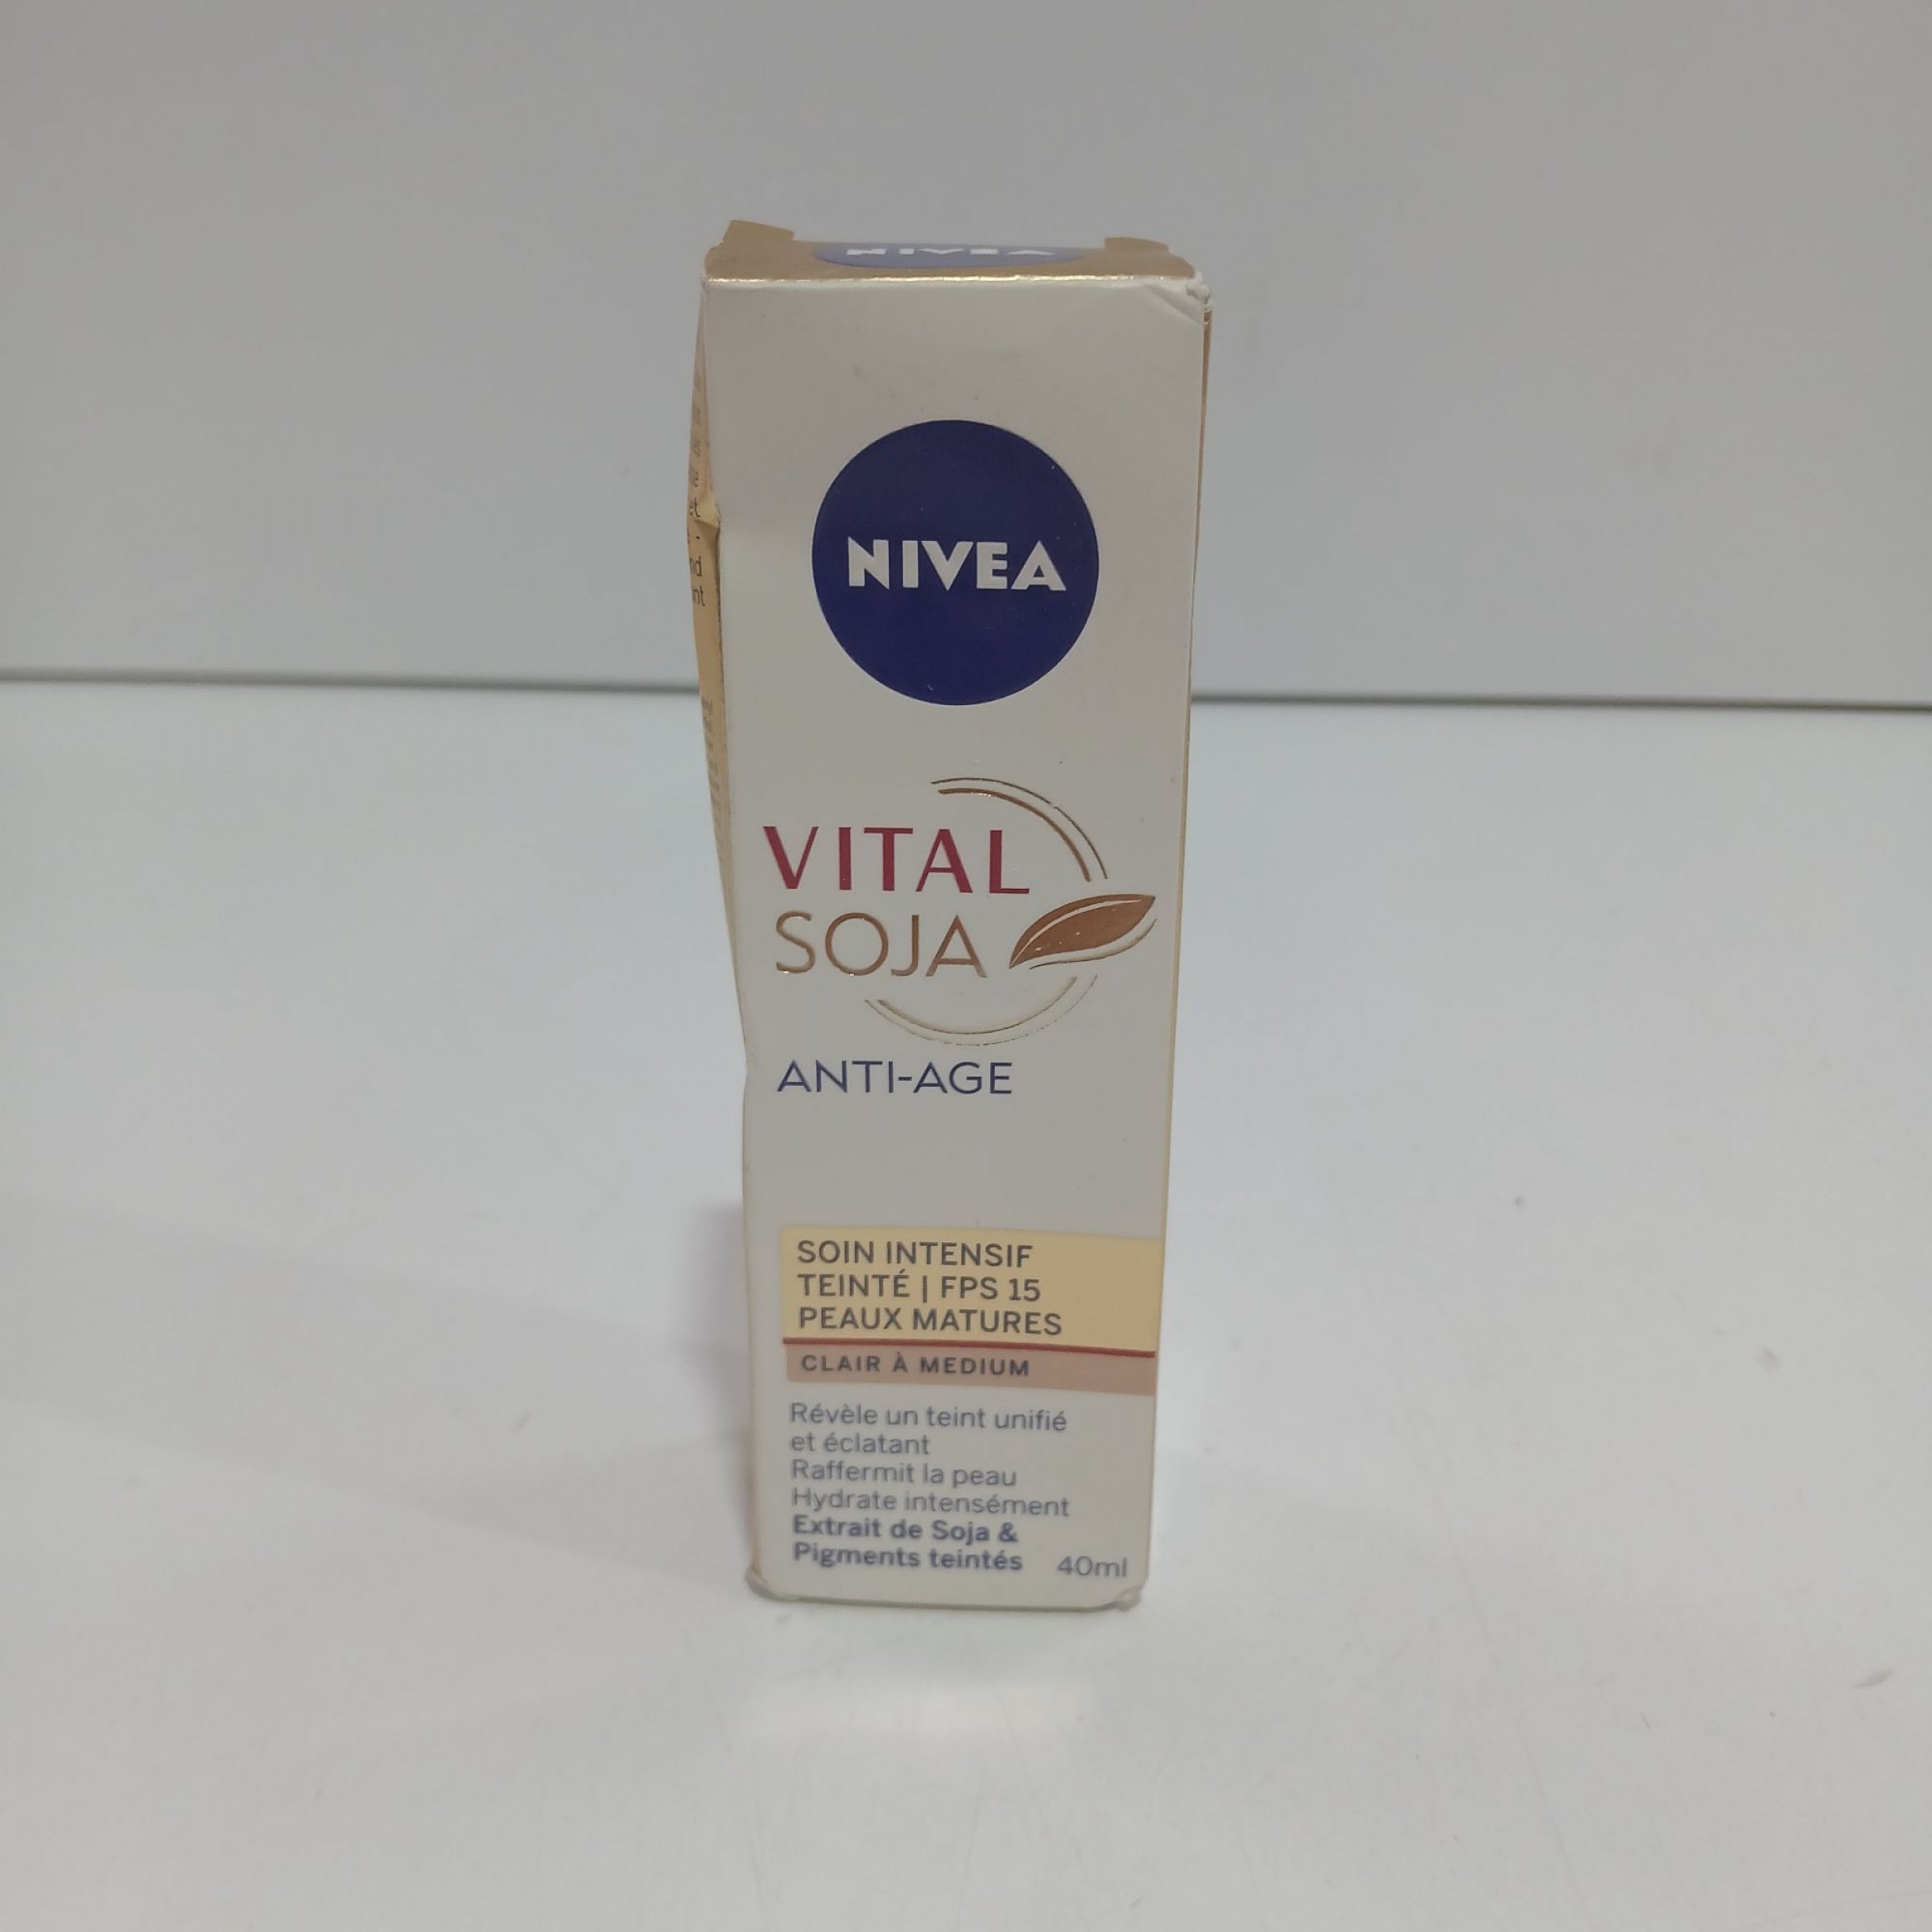 NIVEA
NIVEA
VITAL
SOJA
ANTI-AGE
SOIN INTENSIF
TEINTÉ | FPS 15
PEAUX MATURES
CLAIR À MEDIUM
Révèle un teint unifié
et éclatant
Raffermit la peau
Hydrate intensément
Extrait de Soja &
Pigments teintés 40ml